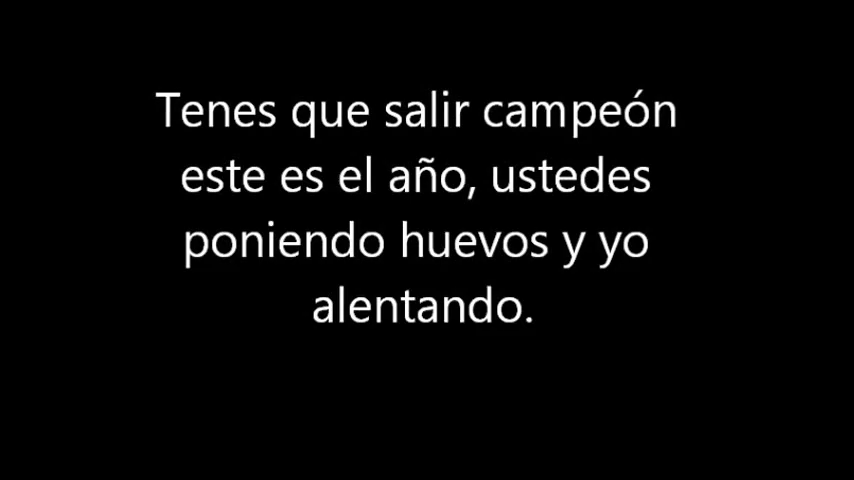 Tenes que salir campeón
este es el año, ustedes
poniendo huevos y yo
alentando.